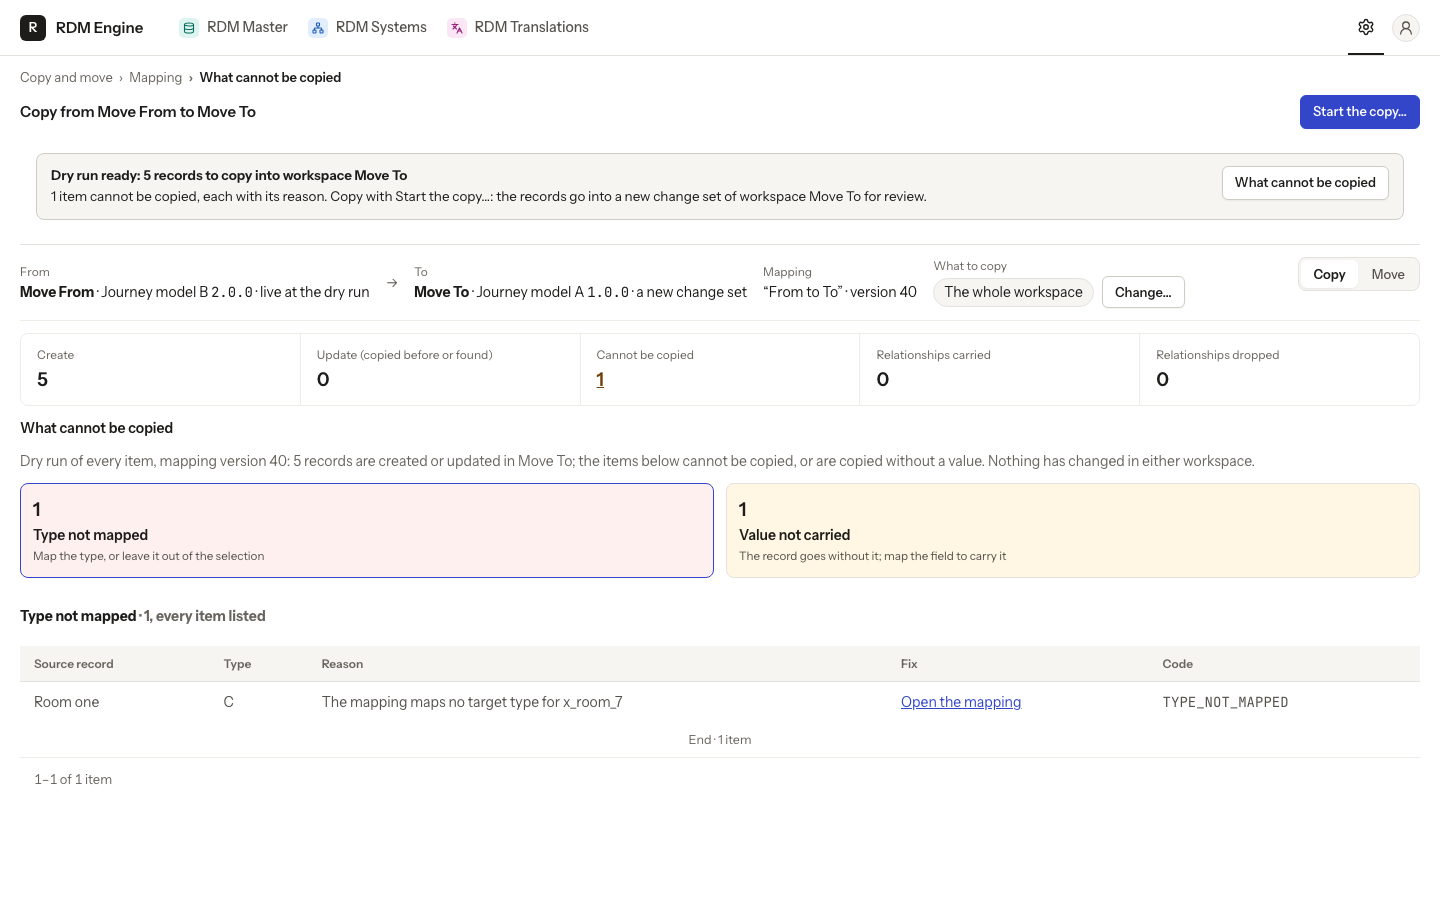 R RDM Engine RDM Master RDM Systems RDM Translations
Copy and move › Mapping › What cannot be copied
Copy from Move From to Move To
Start the copy…
Dry run ready: 5 records to copy into workspace Move To
1 item cannot be copied, each with its reason. Copy with Start the copy…: the records go into a new change set of workspace Move To for review.
What cannot be copied
From
Move From · Journey model B 2.0.0 · live at the dry run
→
To
Move To · Journey model A 1.0.0 · a new change set
Mapping
“From to To” · version 40
What to copy
The whole workspace
Change…
Copy Move
Create
5
Update (copied before or found)
0
Cannot be copied
1
Relationships carried
0
Relationships dropped
0
What cannot be copied
Dry run of every item, mapping version 40: 5 records are created or updated in Move To; the items below cannot be copied, or are copied without a value. Nothing has changed in either workspace.
1
Type not mapped
Map the type, or leave it out of the selection
1
Value not carried
The record goes without it; map the field to carry it
Type not mapped · 1, every item listed
Source record Type Reason Fix Code
Room one C The mapping maps no target type for x_room_7 Open the mapping TYPE_NOT_MAPPED
End · 1 item
1–1 of 1 item